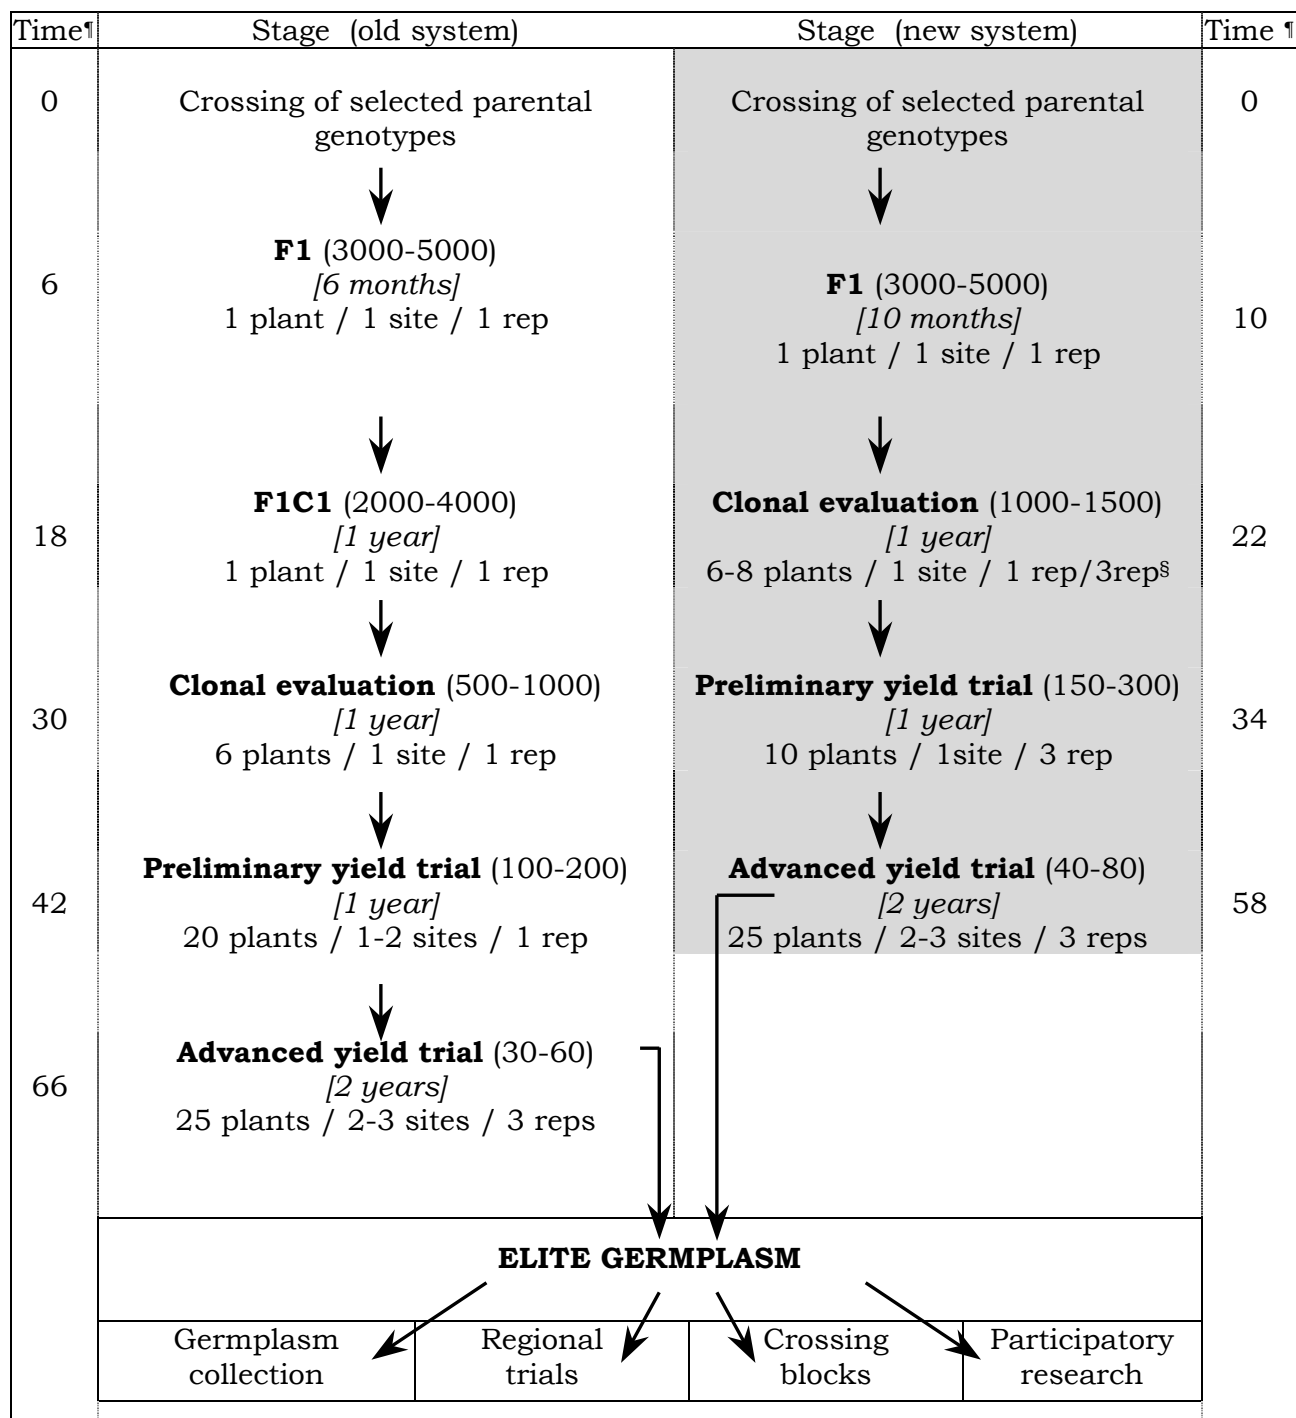 Time¶ Stage (old system) Stage (new system) Time ¶
0 Crossing of selected parental genotypes Crossing of selected parental genotypes 0
F1 (3000-5000)
6 [6 months] F1 (3000-5000)
1 plant / 1 site / 1 rep [10 months] 10
1 plant / 1 site / 1 rep
F1C1 (2000-4000) Clonal evaluation (1000-1500)
18 [1 year] [1 year] 22
1 plant / 1 site / 1 rep 6-8 plants / 1 site / 1 rep/3rep§
Clonal evaluation (500-1000) Preliminary yield trial (150-300)
30 [1 year] [1 year] 34
6 plants / 1 site / 1 rep 10 plants / 1site / 3 rep
Preliminary yield trial (100-200) Advanced yield trial (40-80)
42 [1 year] [2 years] 58
20 plants / 1-2 sites / 1 rep 25 plants / 2-3 sites / 3 reps
Advanced yield trial (30-60)
66 [2 years]
25 plants / 2-3 sites / 3 reps
ELITE GERMPLASM
Germplasm Regional Crossing Participatory
collection trials blocks research